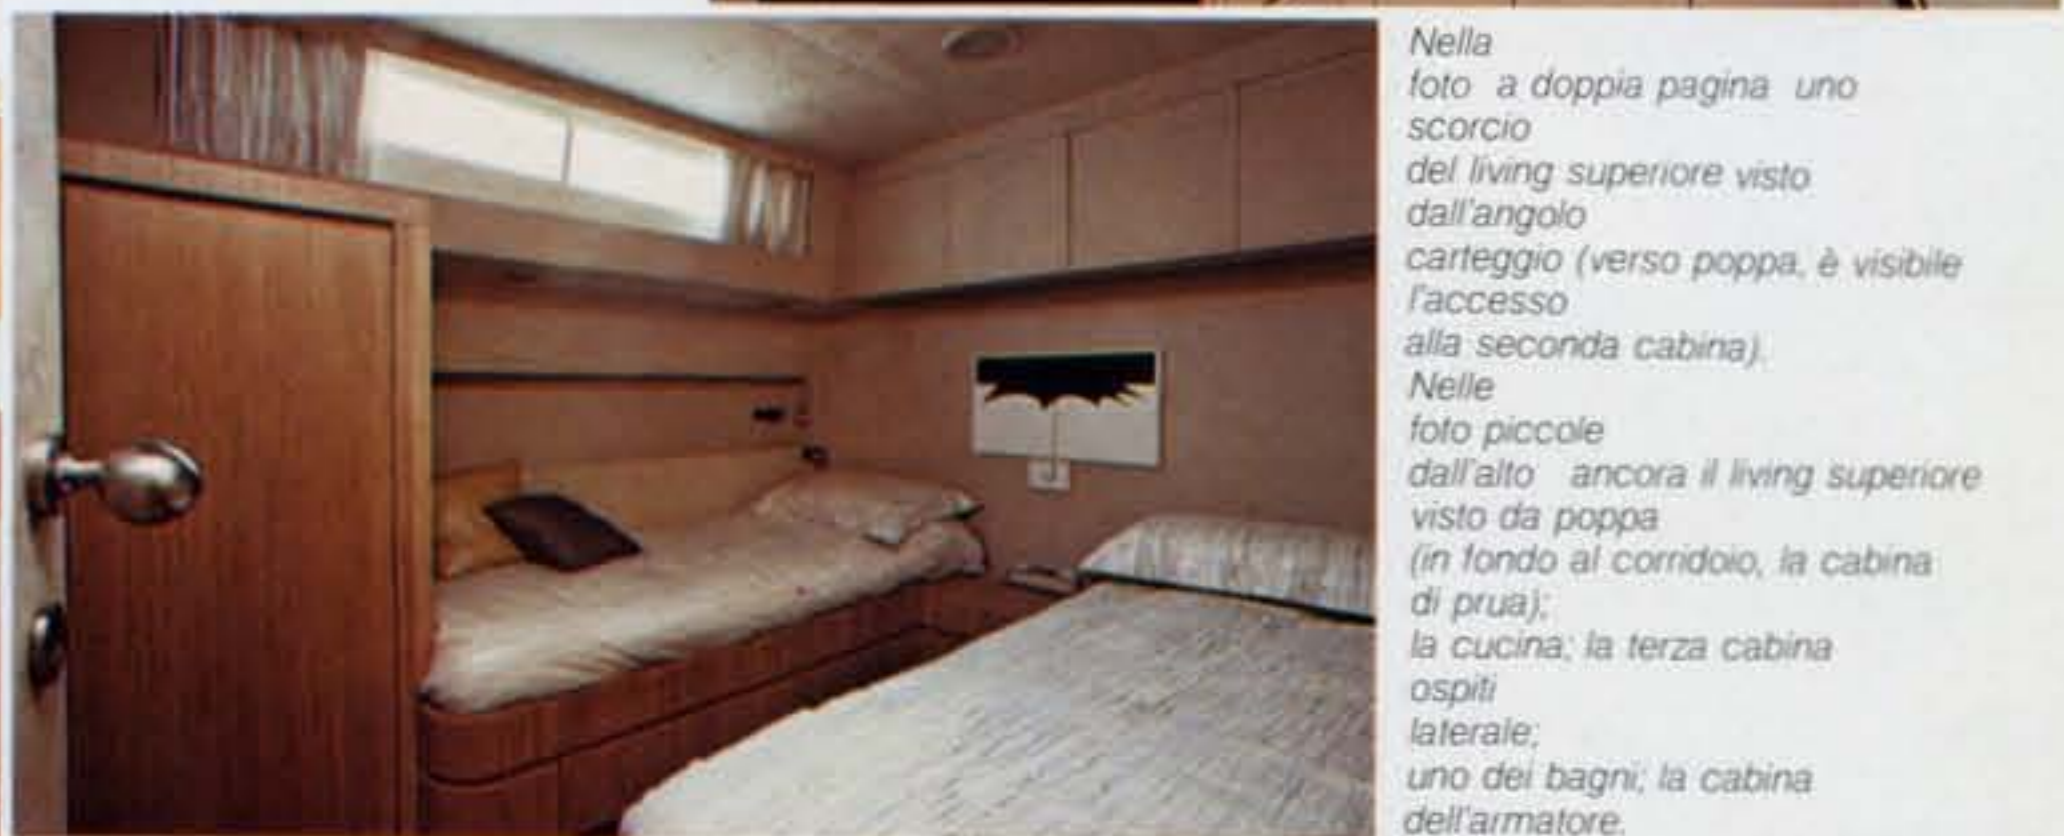 Nella
foto a doppia pagina uno
scorcio
del living superiore visto
dall'angolo
carteggio (verso poppa, è visibile
l'accesso
alla seconda cabina).
Nelle
foto piccole
dall'alto ancora il living superiore
visto da poppa
(in fondo al corridoio, la cabina
di prua);
la cucina; la terza cabina
ospiti
laterale;
uno dei bagni; la cabina
dell'armatore.